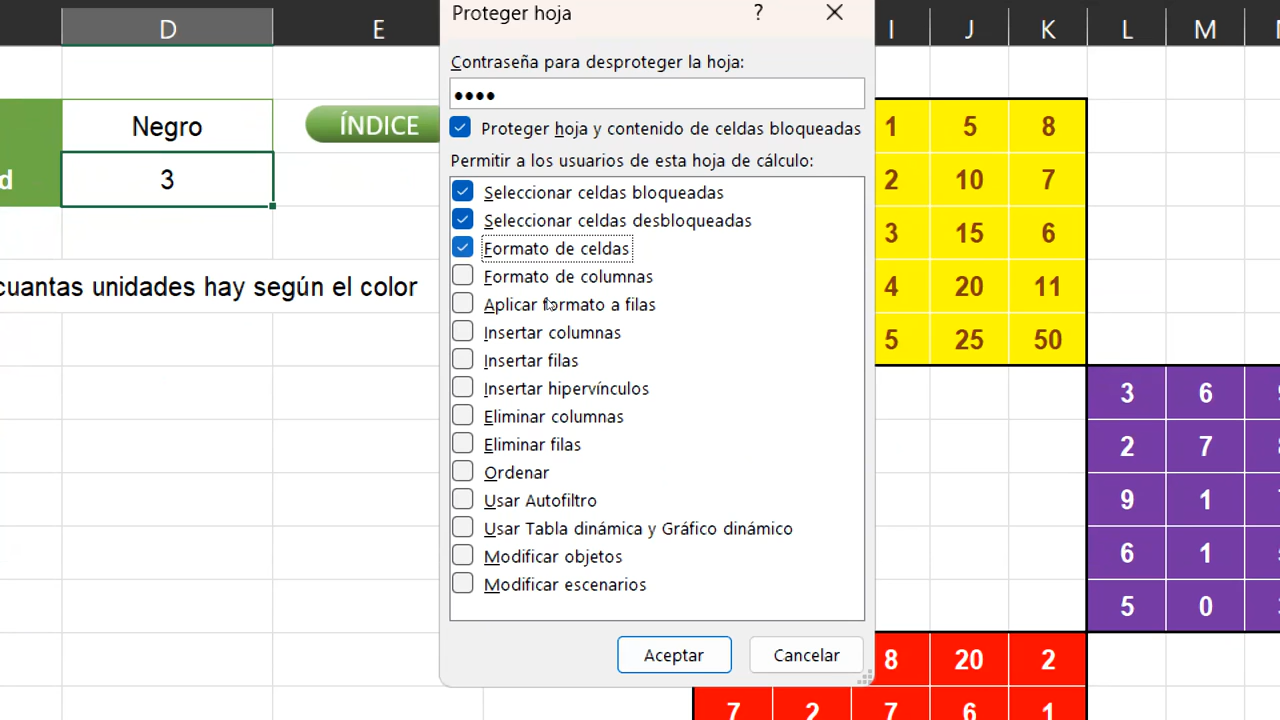 Proteger hoja ? ×
D E I J K L M
Contraseña para desproteger la hoja:
••••
Negro ÍNDICE
Proteger hoja y contenido de celdas bloqueadas
1 5 8
Permitir a los usuarios de esta hoja de cálculo:
d 3
2 10 7
Seleccionar celdas bloqueadas
Seleccionar celdas desbloqueadas
3 15 6
Formato de celdas
Formato de columnas
cuantas unidades hay según el color
4 20 11
Aplicar formato a filas
Insertar columnas
5 25 50
Insertar filas
Insertar hipervínculos
3 6
Eliminar columnas
Eliminar filas
2 7
Ordenar
Usar Autofiltro
9 1
Usar Tabla dinámica y Gráfico dinámico
Modificar objetos
6 1
Modificar escenarios
5 0
Aceptar Cancelar
8 20 2
7 2 7 6 1